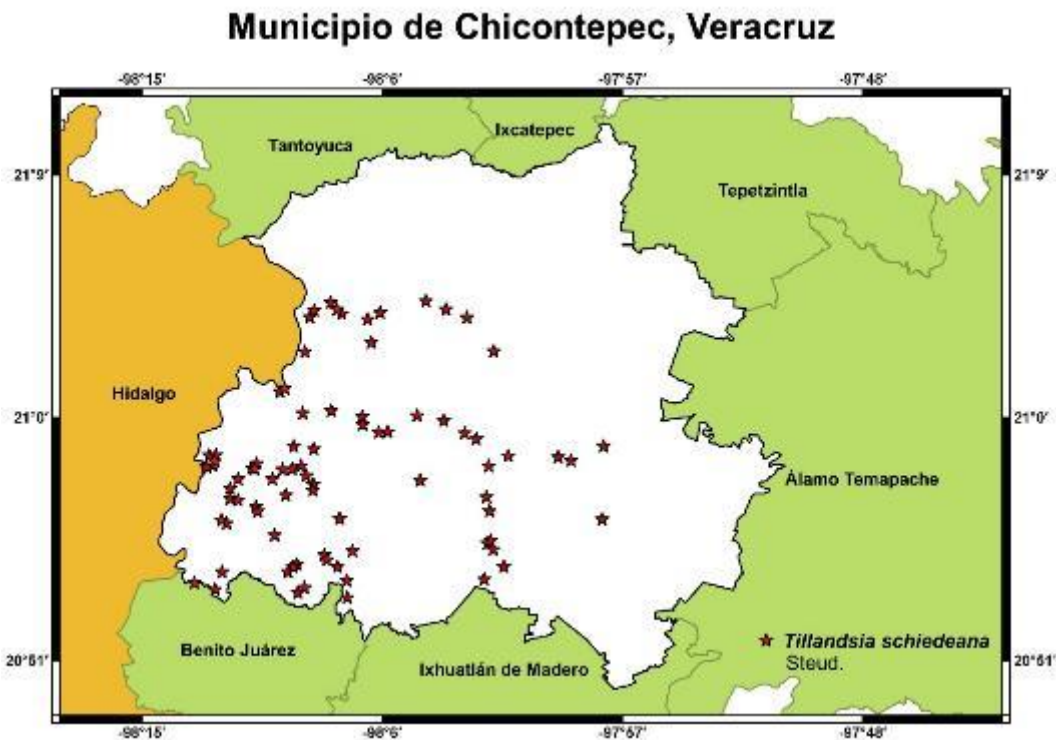 Municipio de Chicontepec, Veracruz
-98°15' -98°6' -97°57' -97°48'
Ixcatepec
Tantoyuca
21°9' 21°9'
Tepetzintla
Hidalgo
21°0' 21°0'
Álamo Temapache
Tillandsia schiedeana
Steud.
Benito Juárez
20°51' 20°51'
Ixhuatlán de Madero
-98°15' -98°6' -97°57' -97°48'